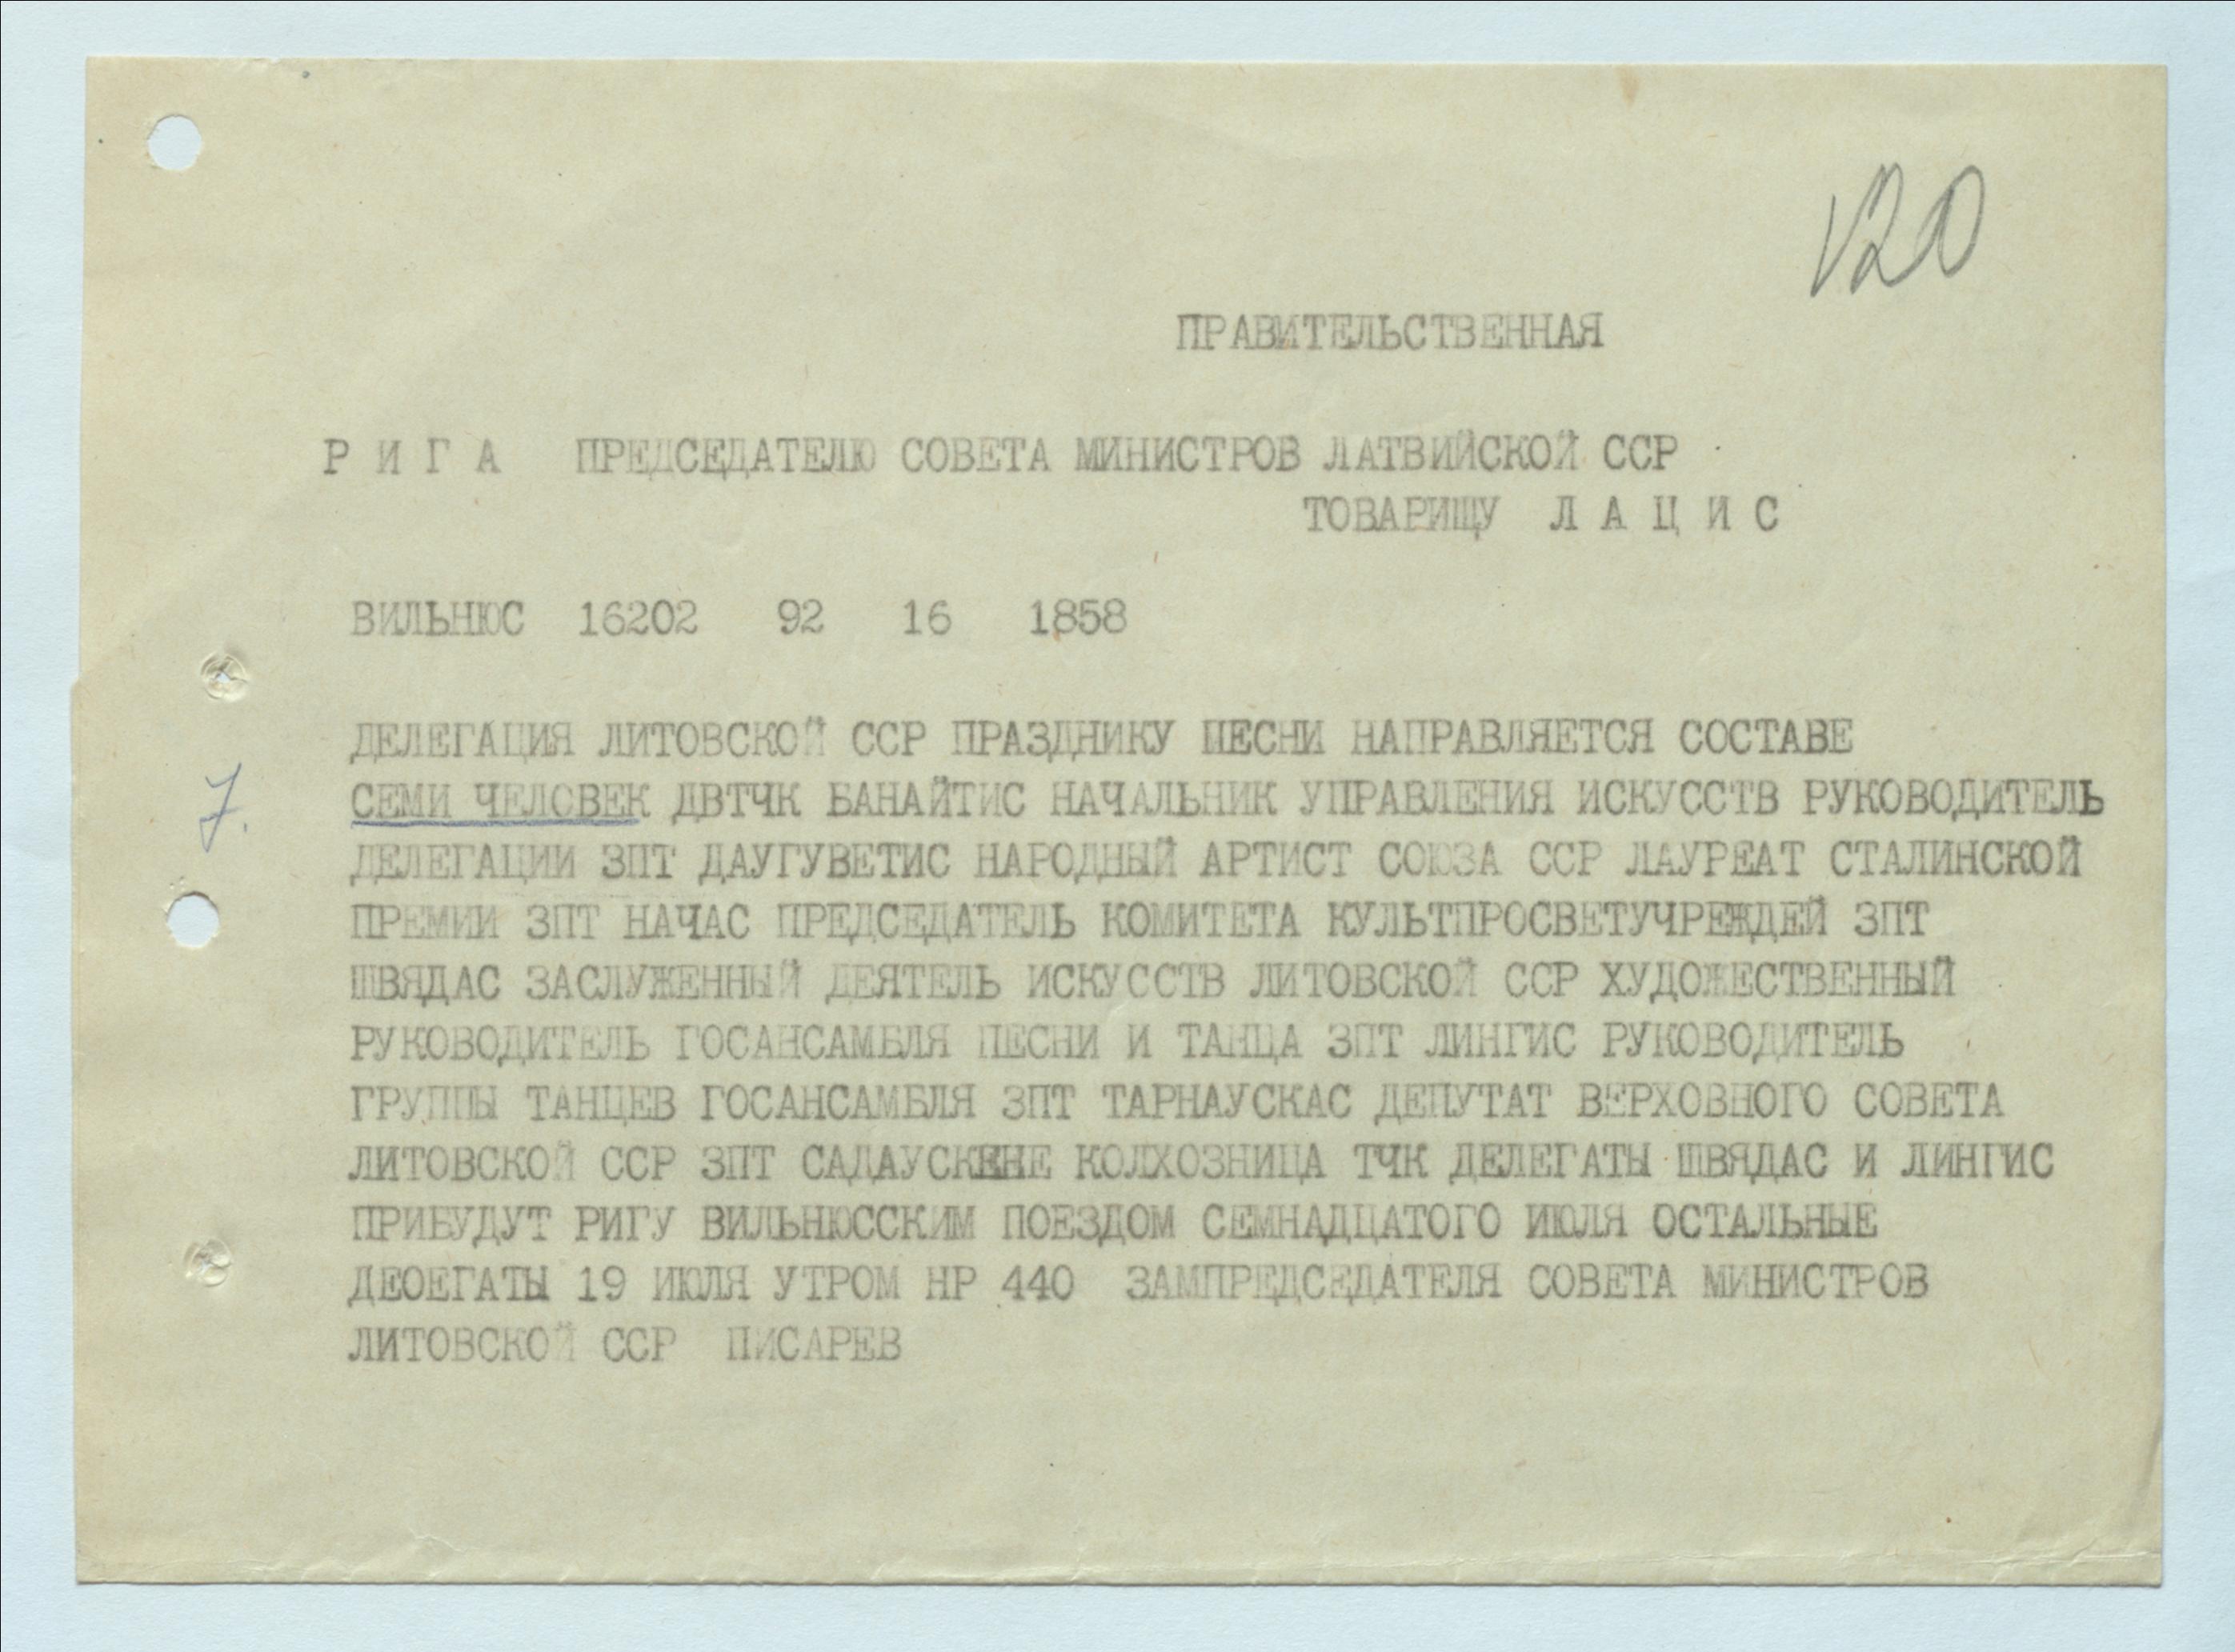 120
ПРАВИТЕЛЬСТВЕННАЯ
Р И Г А ПРЕДСЕДАТЕЛЮ СОВЕТА МИНИСТРОВ ЛАТВИЙСКОЙ ССР
ТОВАРИЩУ Л А Ц И С
ВИЛЬНЮС 16202 92 16 1858
ДЕЛЕГАЦИЯ ЛИТОВСКОЙ ССР ПРАЗДНИКУ ПЕСНИ НАПРАВЛЯЕТСЯ СОСТАВЕ
7. СЕМИ ЧЕЛОВЕК ДВТЧК БАНАЙТИС НАЧАЛЬНИК УПРАВЛЕНИЯ ИСКУССТВ РУКОВОДИТЕЛЬ
ДЕЛЕГАЦИИ ЗПТ ДАУГУВЕТИС НАРОДНЫЙ АРТИСТ СОЮЗА ССР ЛАУРЕАТ СТАЛИНСКОЙ
ПРЕМИИ ЗПТ НАЧАС ПРЕДСЕДАТЕЛЬ КОМИТЕТА КУЛЬТПРОСВЕТУЧРЕЖДЕЙ ЗПТ
ШВЯДАС ЗАСЛУЖЕННЫЙ ДЕЯТЕЛЬ ИСКУССТВ ЛИТОВСКОЙ ССР ХУДОЖЕСТВЕННЫЙ
РУКОВОДИТЕЛЬ ГОСАНСАМБЛЯ ПЕСНИ И ТАНЦА ЗПТ ЛИНГИС РУКОВОДИТЕЛЬ
ГРУППЫ ТАНЦЕВ ГОСАНСАМБЛЯ ЗПТ ТАРНАУСКАС ДЕПУТАТ ВЕРХОВНОГО СОВЕТА
ЛИТОВСКОЙ ССР ЗПТ САДАУСКЕНЕ КОЛХОЗНИЦА ТЧК ДЕЛЕГАТЫ ШВЯДАС И ЛИНГИС
ПРИБУДУТ РИГУ ВИЛЬНЮССКИМ ПОЕЗДОМ СЕМНАДЦАТОГО ИЮЛЯ ОСТАЛЬНЫЕ
ДЕОЕГАТЫ 19 ИЮЛЯ УТРОМ НР 440 ЗАМПРЕДСЕДАТЕЛЯ СОВЕТА МИНИСТРОВ
ЛИТОВСКОЙ ССР ПИСАРЕВ